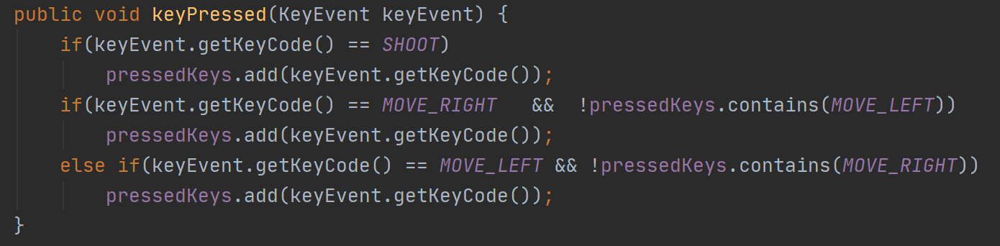 public void keyPressed(KeyEvent keyEvent) {
    if(keyEvent.getKeyCode() == SHOOT)
        pressedKeys.add(keyEvent.getKeyCode());
    if(keyEvent.getKeyCode() == MOVE_RIGHT   &&  !pressedKeys.contains(MOVE_LEFT))
        pressedKeys.add(keyEvent.getKeyCode());
    else if(keyEvent.getKeyCode() == MOVE_LEFT && !pressedKeys.contains(MOVE_RIGHT))
        pressedKeys.add(keyEvent.getKeyCode());
}